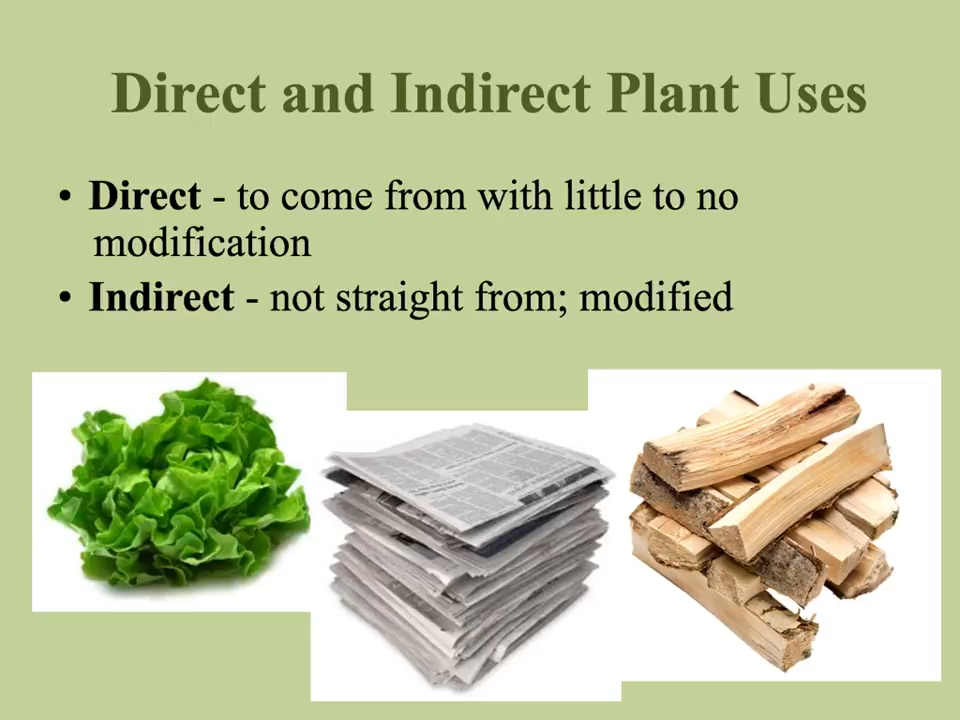 Direct and Indirect Plant Uses
• Direct - to come from with little to no
modification
• Indirect - not straight from; modified